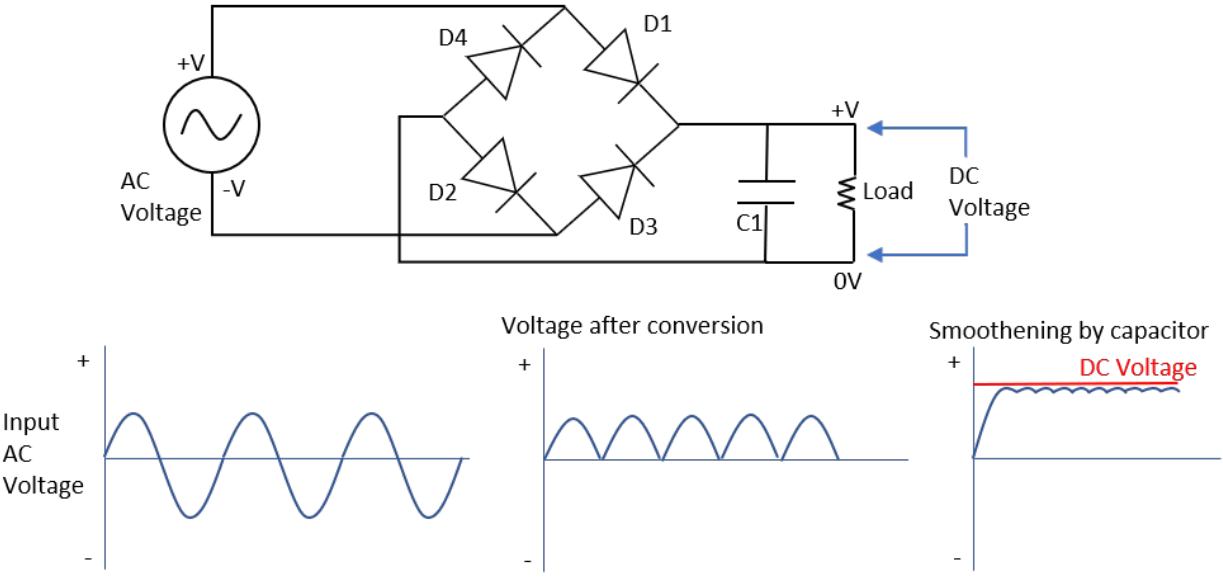 D4
D1
+V
AC
Voltage
-V
D2
D3
+V
C1
Load
DC
Voltage
0V
Voltage after conversion
Smoothening by capacitor
+
+
+
DC Voltage
Input
AC
Voltage
-
-
-